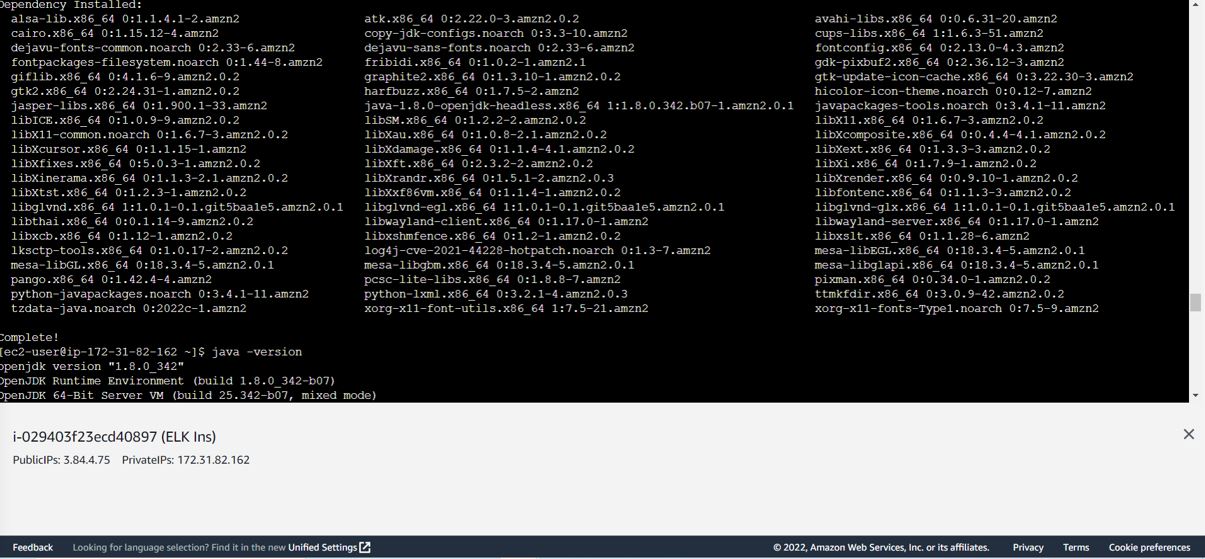 Dependency Installed:
alsa-lib.x86_64 0:1.1.4.1-2.amzn2 atk.x86_64 0:2.22.0-3.amzn2.0.2 avahi-libs.x86_64 0:0.6.31-20.amzn2
cairo.x86_64 0:1.15.12-4.amzn2 copy-jdk-configs.noarch 0:3.3-10.amzn2 cups-libs.x86_64 1:1.6.3-51.amzn2
dejavu-fonts-common.noarch 0:2.33-6.amzn2 dejavu-sans-fonts.noarch 0:2.33-6.amzn2 fontconfig.x86_64 0:2.13.0-4.3.amzn2
fontpackages-filesystem.noarch 0:1.44-8.amzn2 fribidi.x86_64 0:1.0.2-1.amzn2.1 gdk-pixbuf2.x86_64 0:2.36.12-3.amzn2
giflib.x86_64 0:4.1.6-9.amzn2.0.2 graphite2.x86_64 0:1.3.10-1.amzn2.0.2 gtk-update-icon-cache.x86_64 0:3.22.30-3.amzn2
gtk2.x86_64 0:2.24.31-1.amzn2.0.2 harfbuzz.x86_64 0:1.7.5-2.amzn2 hicolor-icon-theme.noarch 0:0.12-7.amzn2
jasper-libs.x86_64 0:1.900.1-33.amzn2 java-1.8.0-openjdk-headless.x86_64 1:1.8.0.342.b07-1.amzn2.0.1 javapackages-tools.noarch 0:3.4.1-11.amzn2
libICE.x86_64 0:1.0.9-9.amzn2.0.2 libSM.x86_64 0:1.2.2-2.amzn2.0.2 libX11.x86_64 0:1.6.7-3.amzn2.0.2
libX11-common.noarch 0:1.6.7-3.amzn2.0.2 libXau.x86_64 0:1.0.8-2.1.amzn2.0.2 libXcomposite.x86_64 0:0.4.4-4.1.amzn2.0.2
libXcursor.x86_64 0:1.1.15-1.amzn2 libXdamage.x86_64 0:1.1.4-4.1.amzn2.0.2 libXext.x86_64 0:1.3.3-3.amzn2.0.2
libXfixes.x86_64 0:5.0.3-1.amzn2.0.2 libXft.x86_64 0:2.3.2-2.amzn2.0.2 libXi.x86_64 0:1.7.9-1.amzn2.0.2
libXinerama.x86_64 0:1.1.3-2.1.amzn2.0.2 libXrandr.x86_64 0:1.5.1-2.amzn2.0.3 libXrender.x86_64 0:0.9.10-1.amzn2.0.2
libXtst.x86_64 0:1.2.3-1.amzn2.0.2 libXxf86vm.x86_64 0:1.1.4-1.amzn2.0.2 libfontenc.x86_64 0:1.1.3-3.amzn2.0.2
libglvnd.x86_64 1:1.0.1-0.1.git5baa1e5.amzn2.0.1 libglvnd-egl.x86_64 1:1.0.1-0.1.git5baa1e5.amzn2.0.1 libglvnd-glx.x86_64 1:1.0.1-0.1.git5baa1e5.amzn2.0.1
libthai.x86_64 0:0.1.14-9.amzn2.0.2 libwayland-client.x86_64 0:1.17.0-1.amzn2 libwayland-server.x86_64 0:1.17.0-1.amzn2
libxcb.x86_64 0:1.12-1.amzn2.0.2 libxshmfence.x86_64 0:1.2-1.amzn2.0.2 libxslt.x86_64 0:1.1.28-6.amzn2
lksctp-tools.x86_64 0:1.0.17-2.amzn2.0.2 log4j-cve-2021-44228-hotpatch.noarch 0:1.3-7.amzn2 mesa-libEGL.x86_64 0:18.3.4-5.amzn2.0.1
mesa-libGL.x86_64 0:18.3.4-5.amzn2.0.1 mesa-libgbm.x86_64 0:18.3.4-5.amzn2.0.1 mesa-libglapi.x86_64 0:18.3.4-5.amzn2.0.1
pango.x86_64 0:1.42.4-4.amzn2 pcsc-lite-libs.x86_64 0:1.8.8-7.amzn2 pixman.x86_64 0:0.34.0-1.amzn2.0.2
python-javapackages.noarch 0:3.4.1-11.amzn2 python-lxml.x86_64 0:3.2.1-4.amzn2.0.3 ttmkfdir.x86_64 0:3.0.9-42.amzn2.0.2
tzdata-java.noarch 0:2022c-1.amzn2 xorg-x11-font-utils.x86_64 1:7.5-21.amzn2 xorg-x11-fonts-Type1.noarch 0:7.5-9.amzn2
Complete!
[ec2-user@ip-172-31-82-162 ~]$ java -version
openjdk version "1.8.0_342"
OpenJDK Runtime Environment (build 1.8.0_342-b07)
OpenJDK 64-Bit Server VM (build 25.342-b07, mixed mode)
i-029403f23ecd40897 (ELK Ins)
PublicIPs: 3.84.4.75 PrivateIPs: 172.31.82.162
Feedback Looking for language selection? Find it in the new Unified Settings © 2022, Amazon Web Services, Inc. or its affiliates. Privacy Terms Cookie preferences